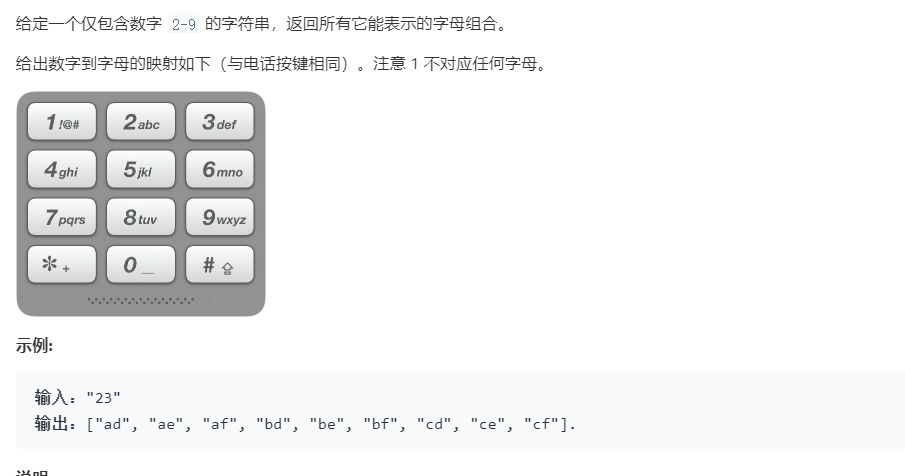 给定一个仅包含数字 2-9 的字符串，返回所有它能表示的字母组合。
给出数字到字母的映射如下（与电话按键相同）。注意 1 不对应任何字母。
1 !@# 2 abc 3 def
4 ghi 5 jkl 6 mno
7 pqrs 8 tuv 9 wxyz
* + 0 _ #
示例:
输入："23"
输出：["ad", "ae", "af", "bd", "be", "bf", "cd", "ce", "cf"].